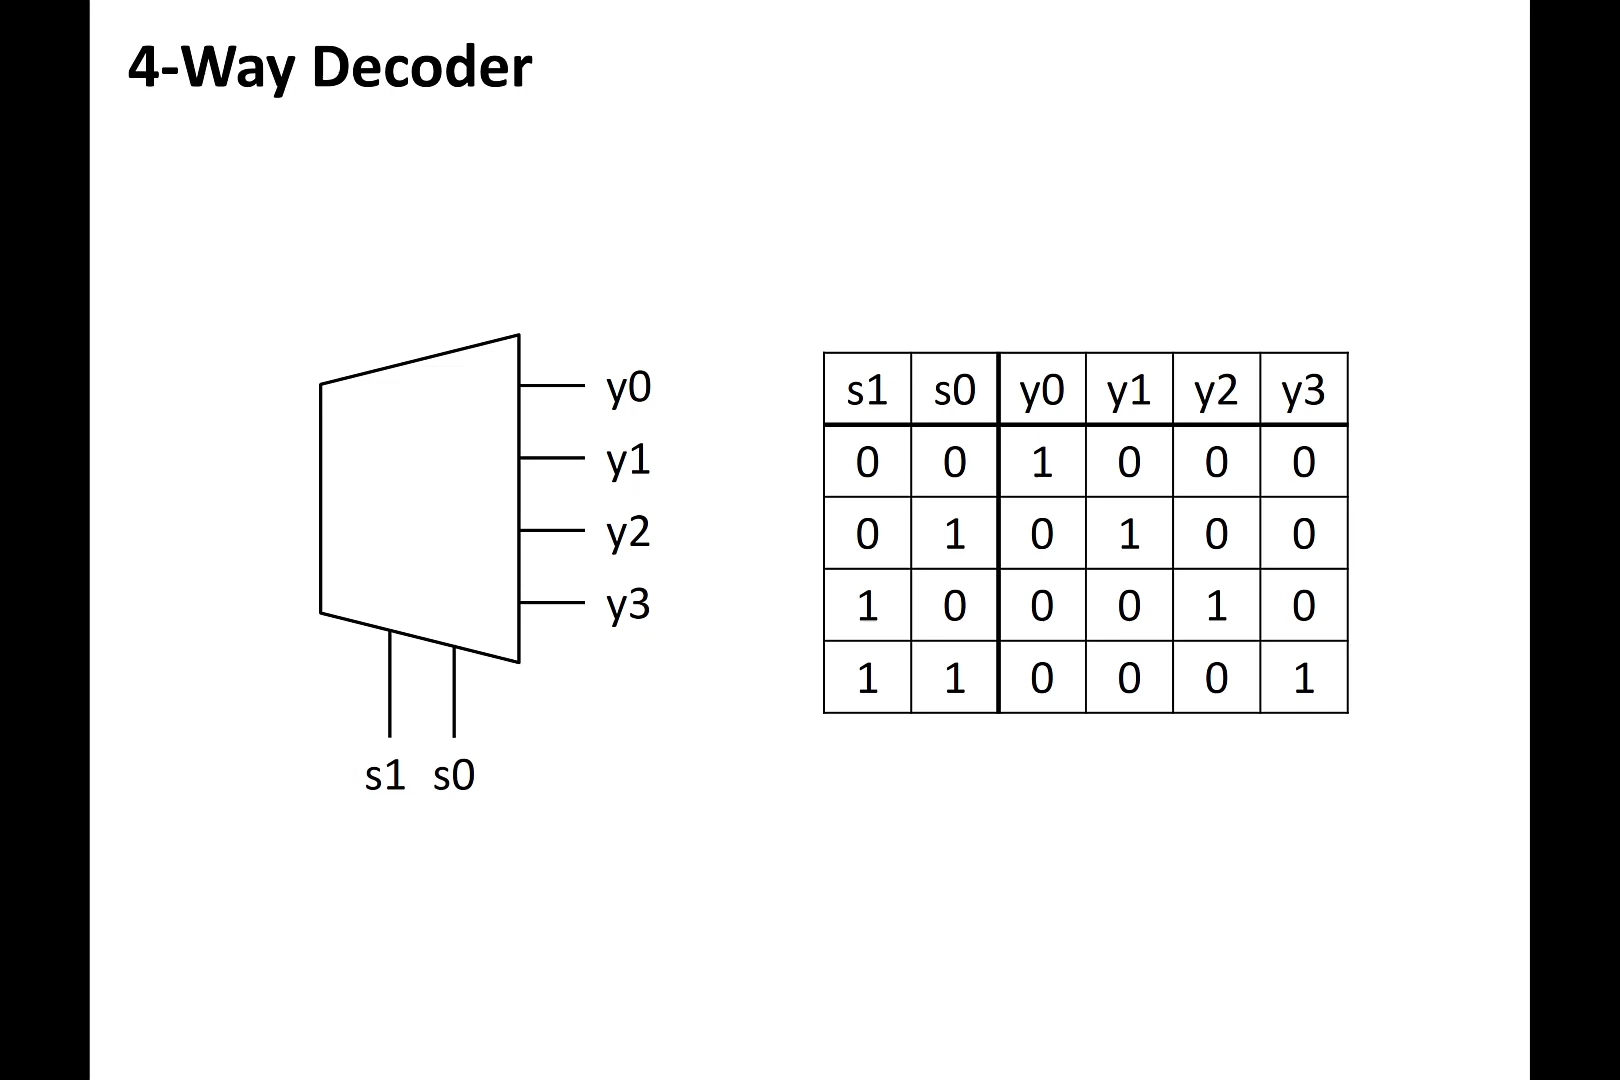 4-Way Decoder
y0
y1
y2
y3
s1 s0
s1 s0 y0 y1 y2 y3
0 0 1 0 0 0
0 1 0 1 0 0
1 0 0 0 1 0
1 1 0 0 0 1